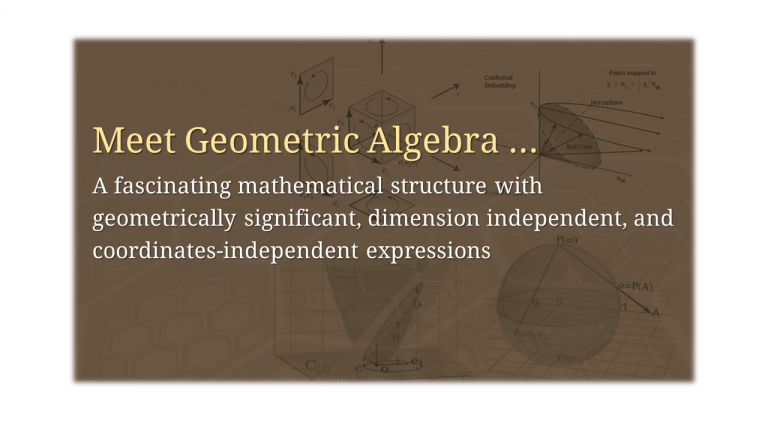 Meet Geometric Algebra ...
A fascinating mathematical structure with
geometrically significant, dimension independent, and
coordinates-independent expressions
Conformal
Embedding:
Points mapped to
Horosphere
Null Cone
P(∞)
α=P(A)
1
A